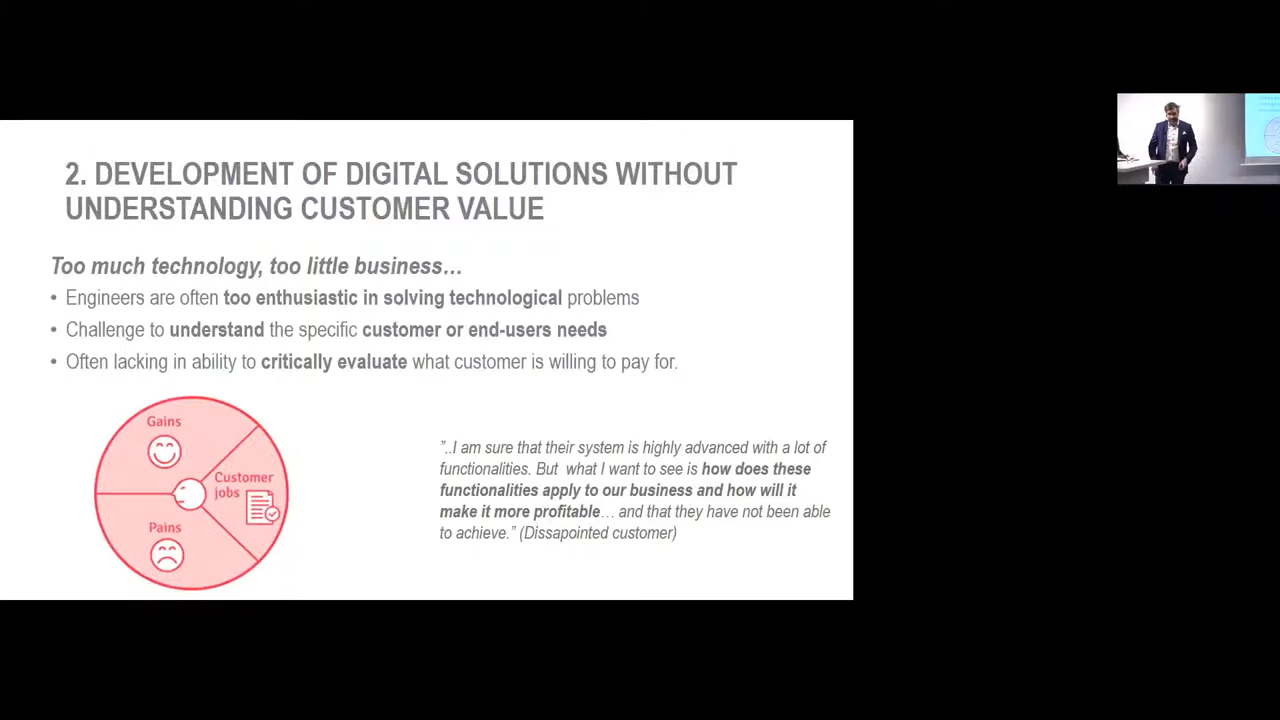 2. DEVELOPMENT OF DIGITAL SOLUTIONS WITHOUT
UNDERSTANDING CUSTOMER VALUE
Too much technology, too little business…
• Engineers are often too enthusiastic in solving technological problems
• Challenge to understand the specific customer or end-users needs
• Often lacking in ability to critically evaluate what customer is willing to pay for.
Gains
Customer
jobs
Pains
”..I am sure that their system is highly advanced with a lot of
functionalities. But what I want to see is how does these
functionalities apply to our business and how will it
make it more profitable… and that they have not been able
to achieve.” (Dissapointed customer)